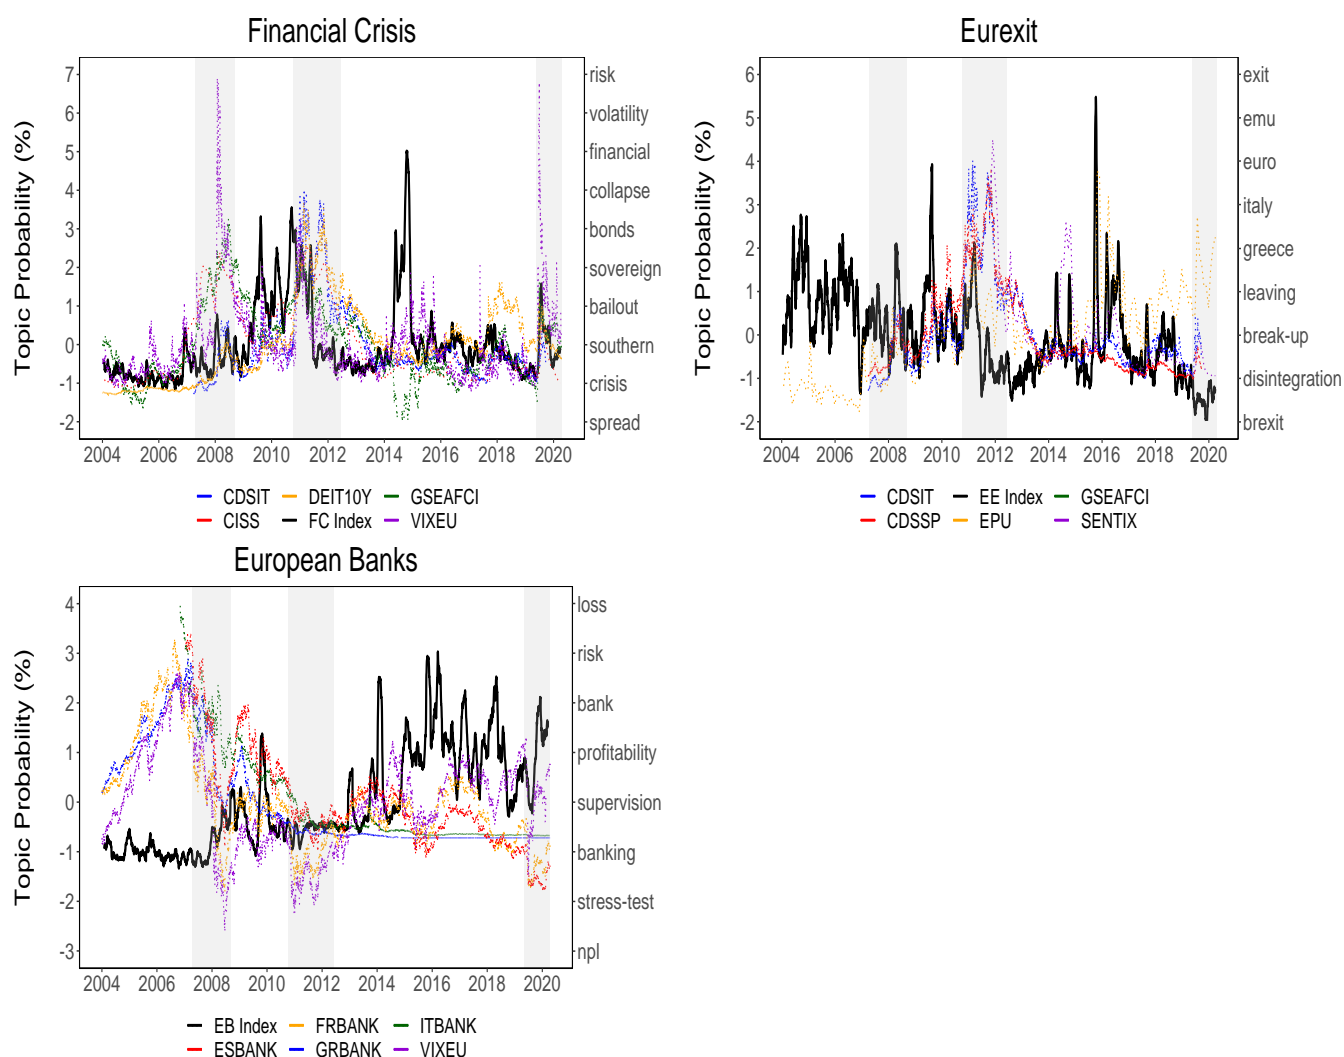 Financial Crisis
Topic Probability (%)
7
6
5
4
3
2
1
0
-1
-2
risk
volatility
financial
collapse
bonds
sovereign
bailout
southern
crisis
spread
2004 2006 2008 2010 2012 2014 2016 2018 2020
CDSIT DEIT10Y GSEAFCI
CISS FC Index VIXEU
Eurexit
Topic Probability (%)
6
5
4
3
2
1
0
-1
-2
exit
emu
euro
italy
greece
leaving
break-up
disintegration
brexit
2004 2006 2008 2010 2012 2014 2016 2018 2020
CDSIT EE Index GSEAFCI
CDSSP EPU SENTIX
European Banks
Topic Probability (%)
4
3
2
1
0
-1
-2
-3
loss
risk
bank
profitability
supervision
banking
stress-test
npl
2004 2006 2008 2010 2012 2014 2016 2018 2020
EB Index FRBANK ITBANK
ESBANK GRBANK VIXEU